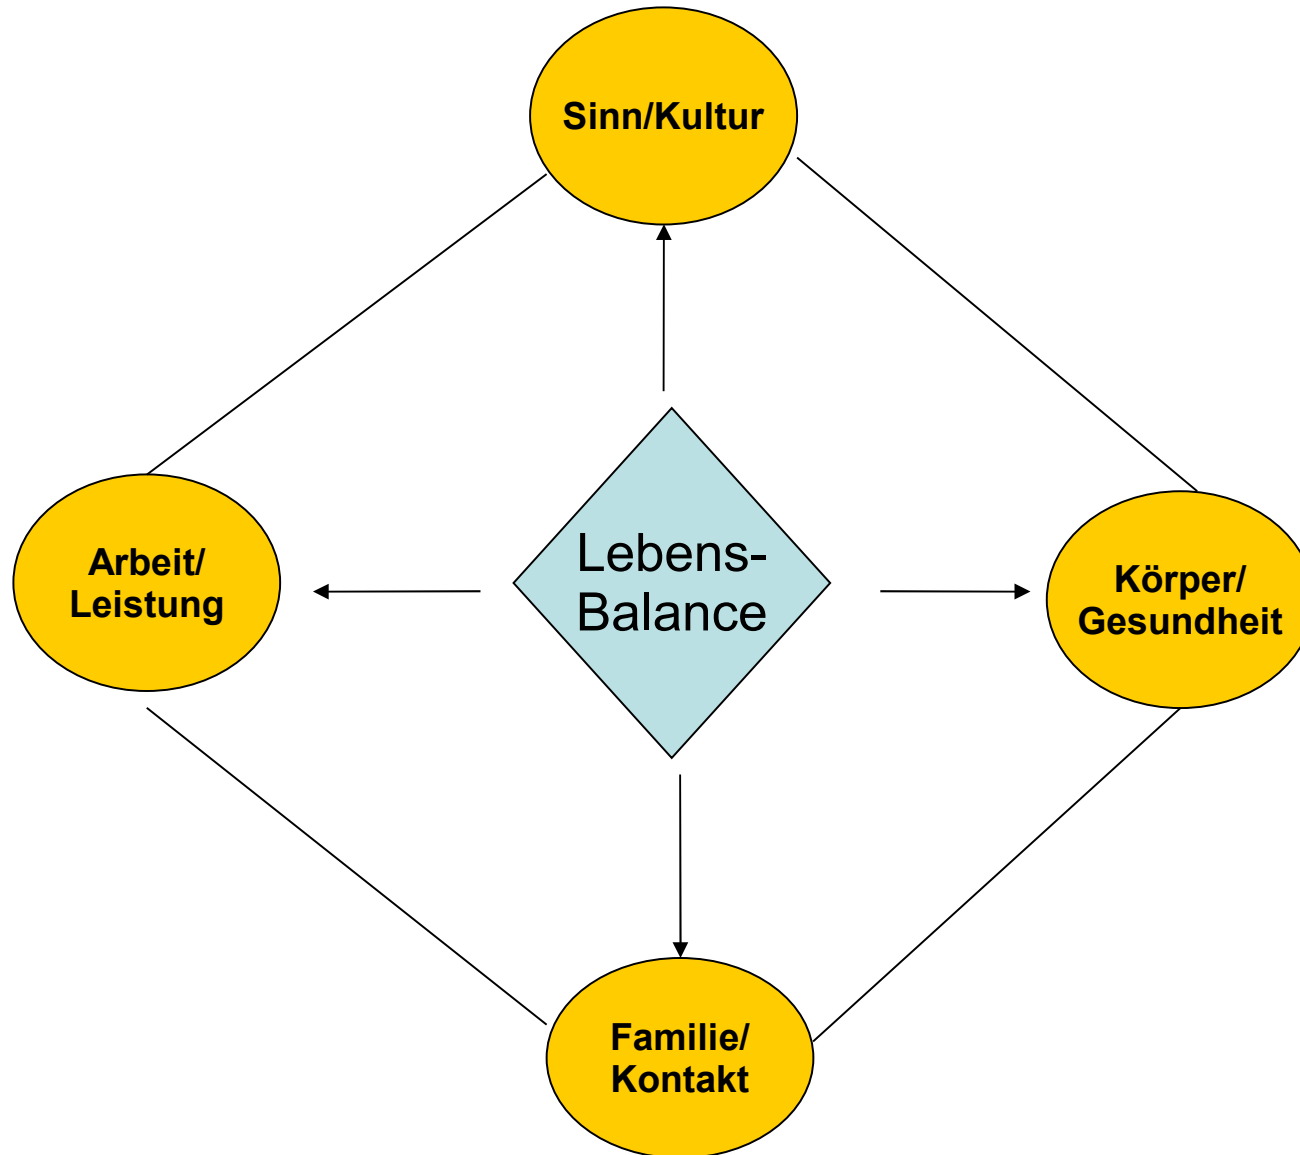 Sinn/Kultur
Arbeit/
Leistung
Lebens-
Balance
Körper/
Gesundheit
Familie/
Kontakt